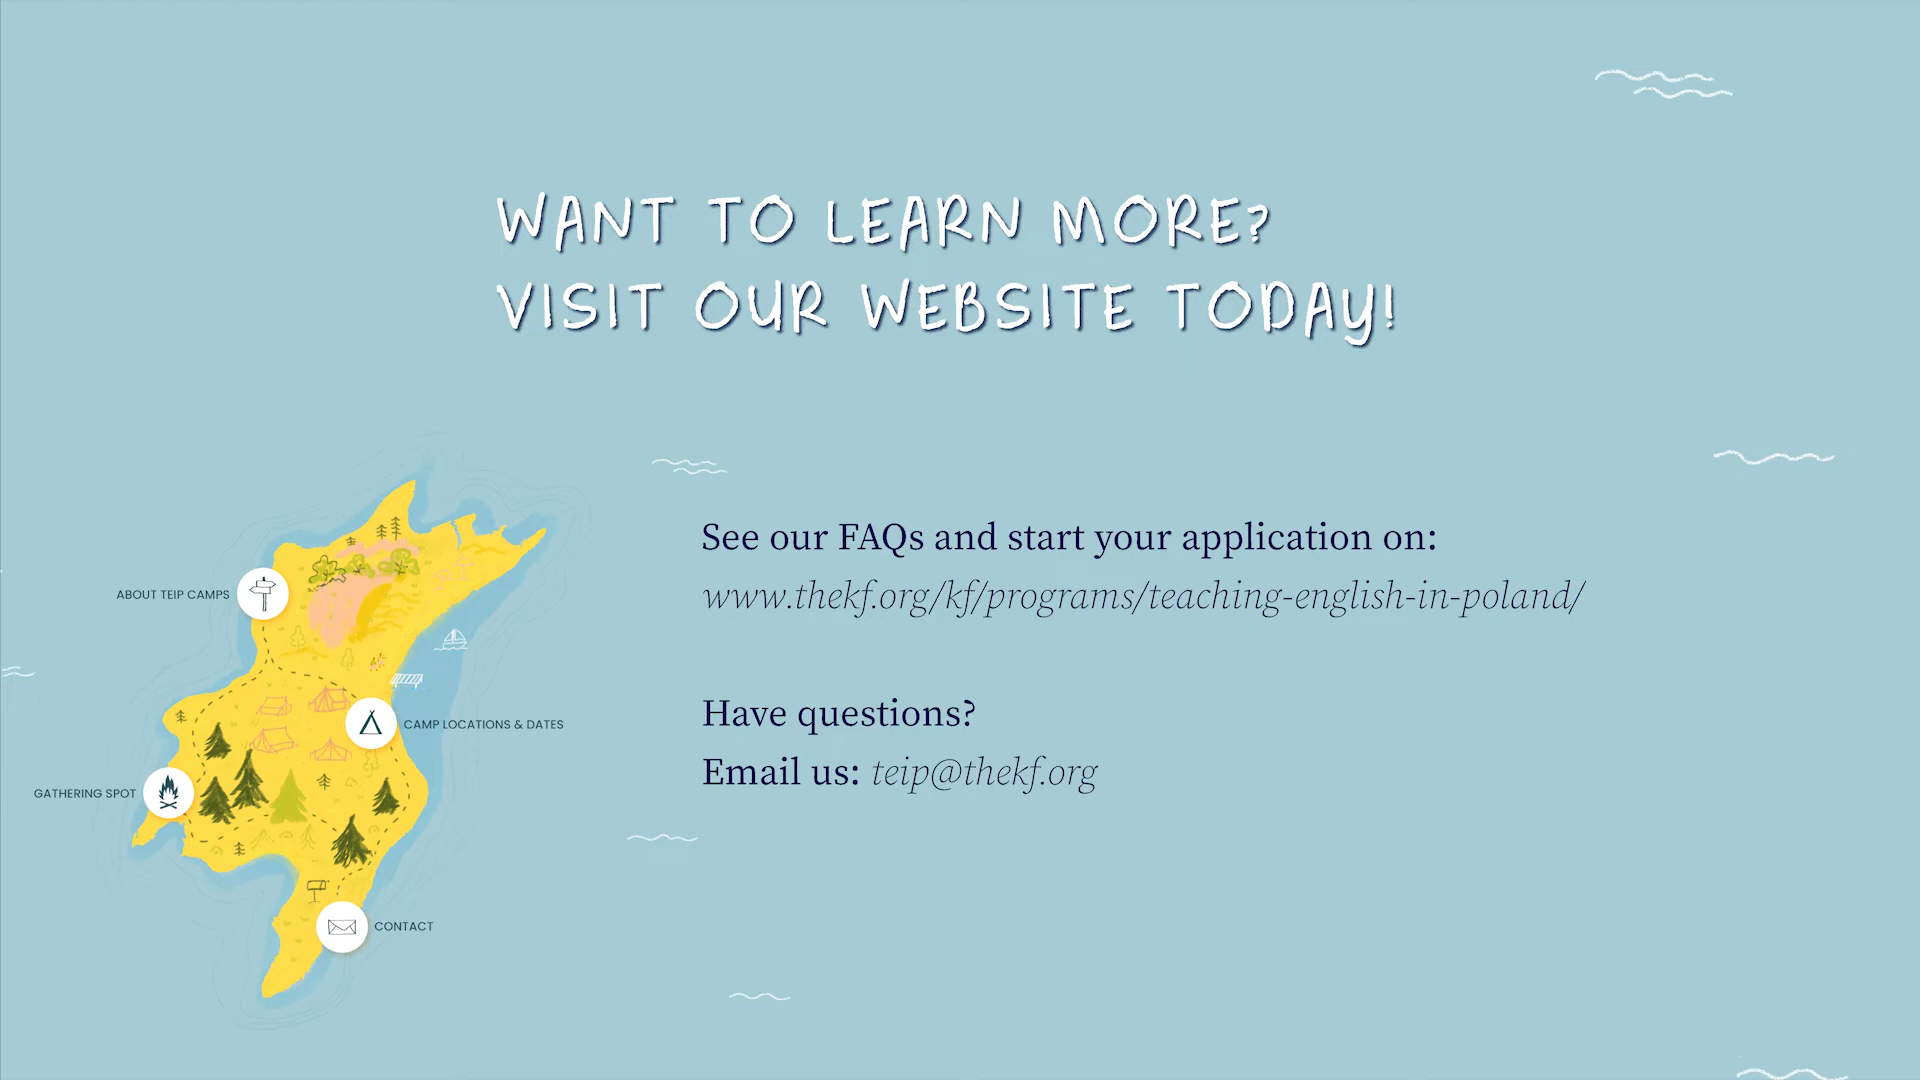 WANT TO LEARN MORE?
VISIT OUR WEBSITE TODAY!
See our FAQs and start your application on:
www.thekf.org/kf/programs/teaching-english-in-poland/
Have questions?
Email us: teip@thekf.org
ABOUT TEIP CAMPS
CAMP LOCATIONS & DATES
GATHERING SPOT
CONTACT